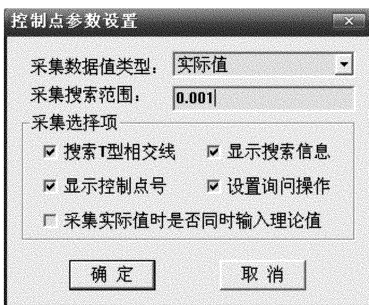 控制点参数设置
采集数据值类型： 实际值
采集搜索范围： 0.001
采集选择项
搜索T型相交线 显示搜索信息
显示控制点号 设置询问操作
采集实际值时是否同时输入理论值
确 定 取 消